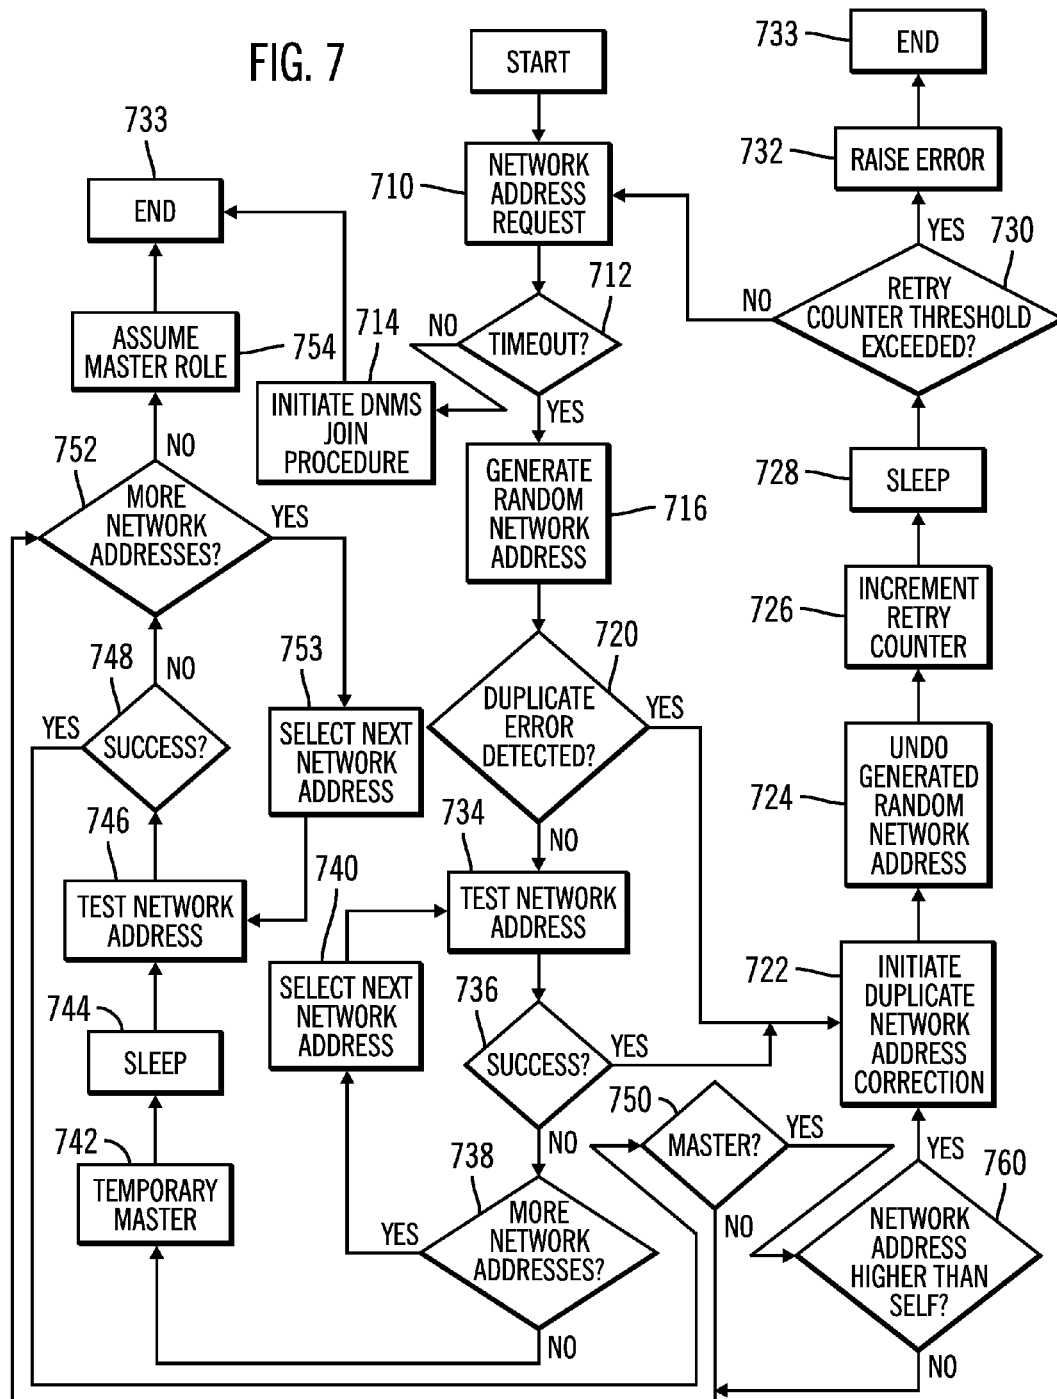 FIG. 7
START
733
END
733
END
732
RAISE ERROR
710
NETWORK
ADDRESS
REQUEST
YES
730
RETRY
COUNTER THRESHOLD
EXCEEDED?
NO
712
TIMEOUT?
NO
YES
714
INITIATE DNMS
JOIN
PROCEDURE
ASSUME
MASTER ROLE
754
NO
752
MORE
NETWORK
ADDRESSES?
YES
GENERATE
RANDOM
NETWORK
ADDRESS
716
728
SLEEP
726
INCREMENT
RETRY
COUNTER
720
DUPLICATE
ERROR
DETECTED?
YES
NO
748
NO
YES
SUCCESS?
753
SELECT NEXT
NETWORK
ADDRESS
724
UNDO
GENERATED
RANDOM
NETWORK
ADDRESS
746
TEST NETWORK
ADDRESS
734
TEST NETWORK
ADDRESS
740
SELECT NEXT
NETWORK
ADDRESS
722
INITIATE
DUPLICATE
NETWORK
ADDRESS
CORRECTION
744
SLEEP
736
SUCCESS?
YES
NO
750
MASTER?
YES
NO
YES
760
NETWORK
ADDRESS
HIGHER THAN
SELF?
NO
742
TEMPORARY
MASTER
738
MORE
NETWORK
ADDRESSES?
YES
NO